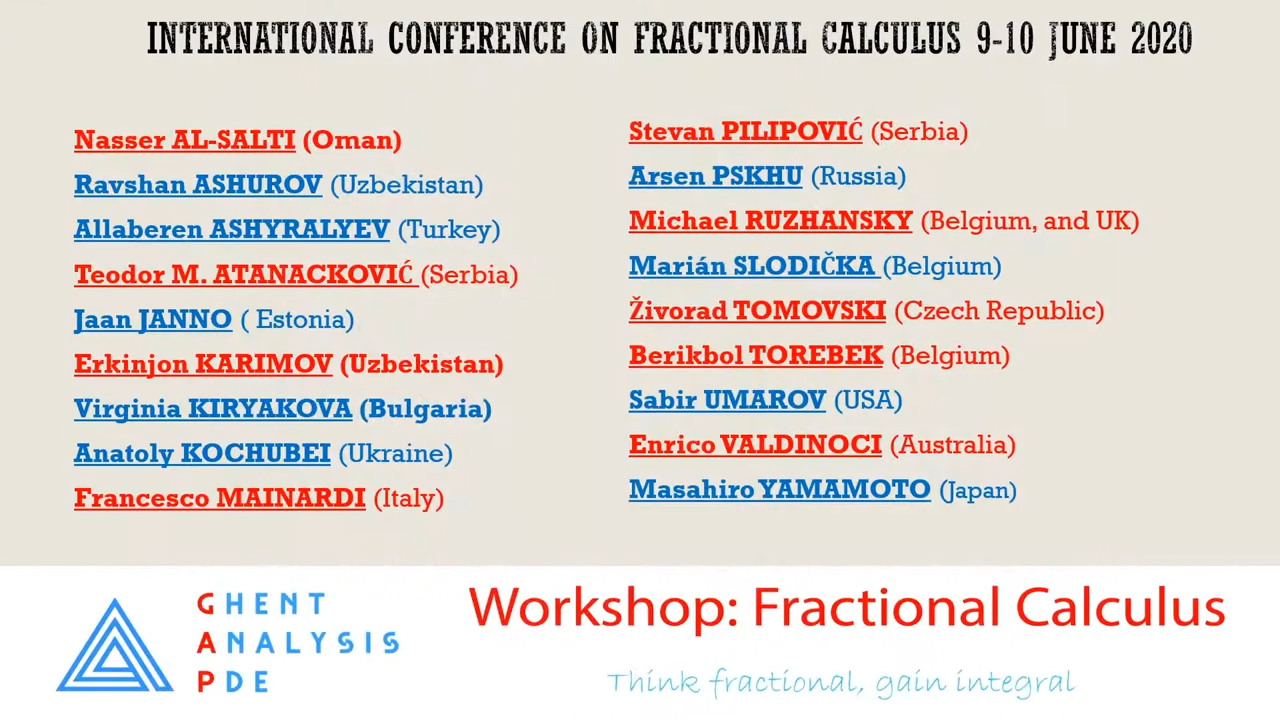 INTERNATIONAL CONFERENCE ON FRACTIONAL CALCULUS 9-10 JUNE 2020
Nasser AL-SALTI (Oman)
Ravshan ASHUROV (Uzbekistan)
Allaberen ASHYRALYEV (Turkey)
Teodor M. ATANACKOVIĆ (Serbia)
Jaan JANNO ( Estonia)
Erkinjon KARIMOV (Uzbekistan)
Virginia KIRYAKOVA (Bulgaria)
Anatoly KOCHUBEI (Ukraine)
Francesco MAINARDI (Italy)
Stevan PILIPOVIĆ (Serbia)
Arsen PSKHU (Russia)
Michael RUZHANSKY (Belgium, and UK)
Marián SLODIČKA (Belgium)
Živorad TOMOVSKI (Czech Republic)
Berikbol TOREBEK (Belgium)
Sabir UMAROV (USA)
Enrico VALDINOCI (Australia)
Masahiro YAMAMOTO (Japan)
GHENT
ANALYSIS
PDE
Workshop: Fractional Calculus
Think fractional, gain integral